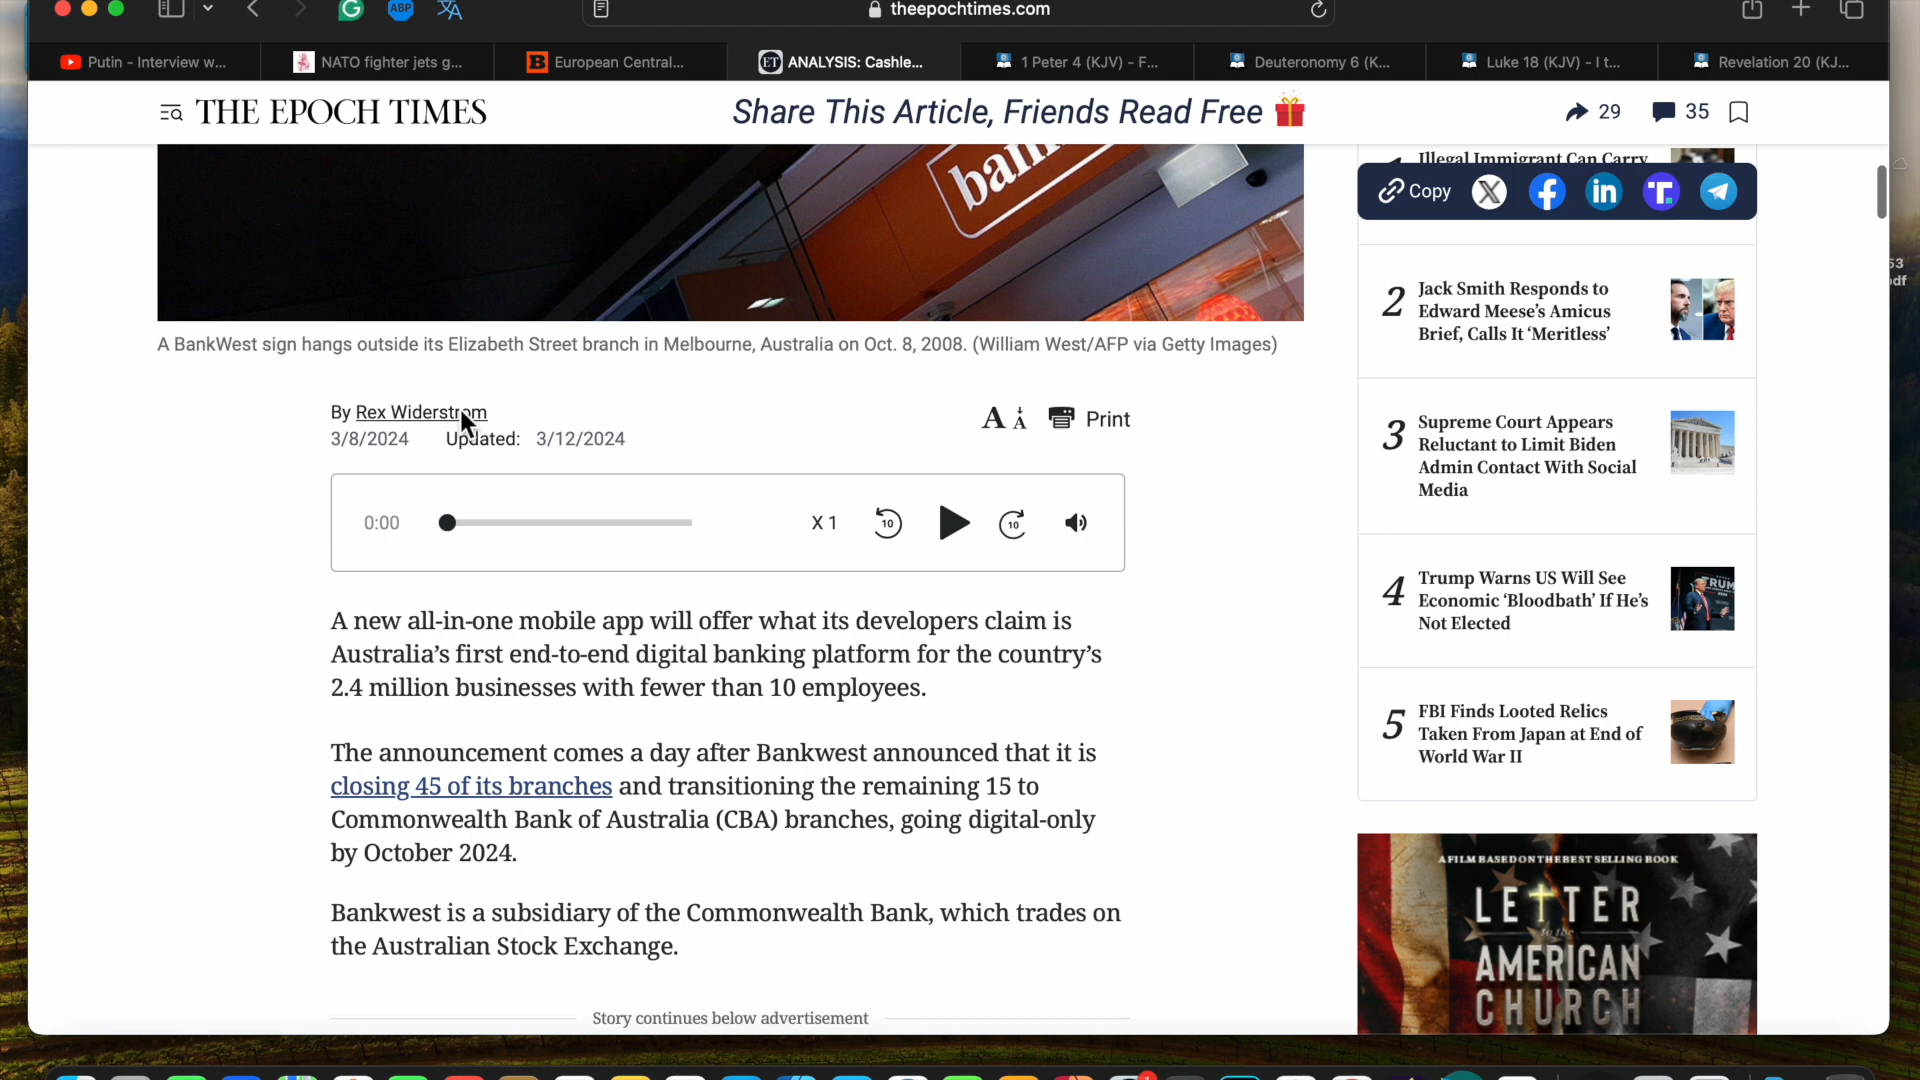 theepochtimes.com
Putin - Interview w...
NATO fighter jets g...
European Central...
ANALYSIS: Cashle...
1 Peter 4 (KJV) - F...
Deuteronomy 6 (K...
Luke 18 (KJV) - I t...
Revelation 20 (KJ...
THE EPOCH TIMES
Share This Article, Friends Read Free
29
35
bank
Illegal Immigrant Can Carry
Copy
A BankWest sign hangs outside its Elizabeth Street branch in Melbourne, Australia on Oct. 8, 2008. (William West/AFP via Getty Images)
By Rex Widerstrom
3/8/2024 Updated: 3/12/2024
Print
0:00
X 1
10
10
A new all-in-one mobile app will offer what its developers claim is
Australia’s first end-to-end digital banking platform for the country’s
2.4 million businesses with fewer than 10 employees.
The announcement comes a day after Bankwest announced that it is
closing 45 of its branches and transitioning the remaining 15 to
Commonwealth Bank of Australia (CBA) branches, going digital-only
by October 2024.
Bankwest is a subsidiary of the Commonwealth Bank, which trades on
the Australian Stock Exchange.
Story continues below advertisement
2
Jack Smith Responds to
Edward Meese’s Amicus
Brief, Calls It ‘Meritless’
3
Supreme Court Appears
Reluctant to Limit Biden
Admin Contact With Social
Media
4
Trump Warns US Will See
Economic ‘Bloodbath’ If He’s
Not Elected
5
FBI Finds Looted Relics
Taken From Japan at End of
World War II
A FILM BASED ON THE BEST SELLING BOOK
LETTER
to the
AMERICAN
CHURCH